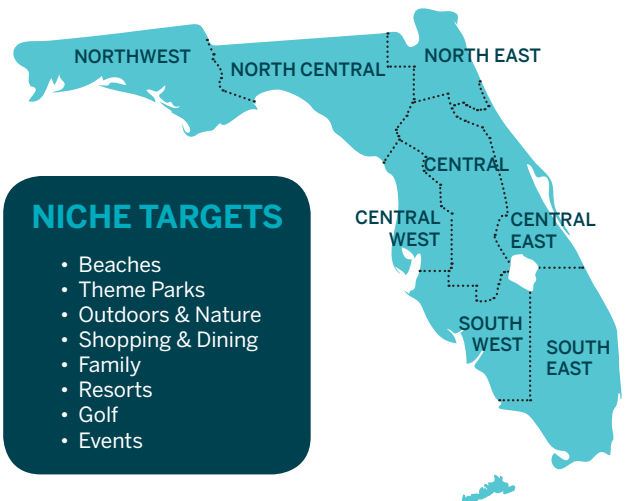 NORTHWEST
NORTH CENTRAL
NORTH EAST
CENTRAL
CENTRAL
WEST
CENTRAL
EAST
SOUTH
WEST
SOUTH
EAST
NICHE TARGETS
• Beaches
• Theme Parks
• Outdoors & Nature
• Shopping & Dining
• Family
• Resorts
• Golf
• Events